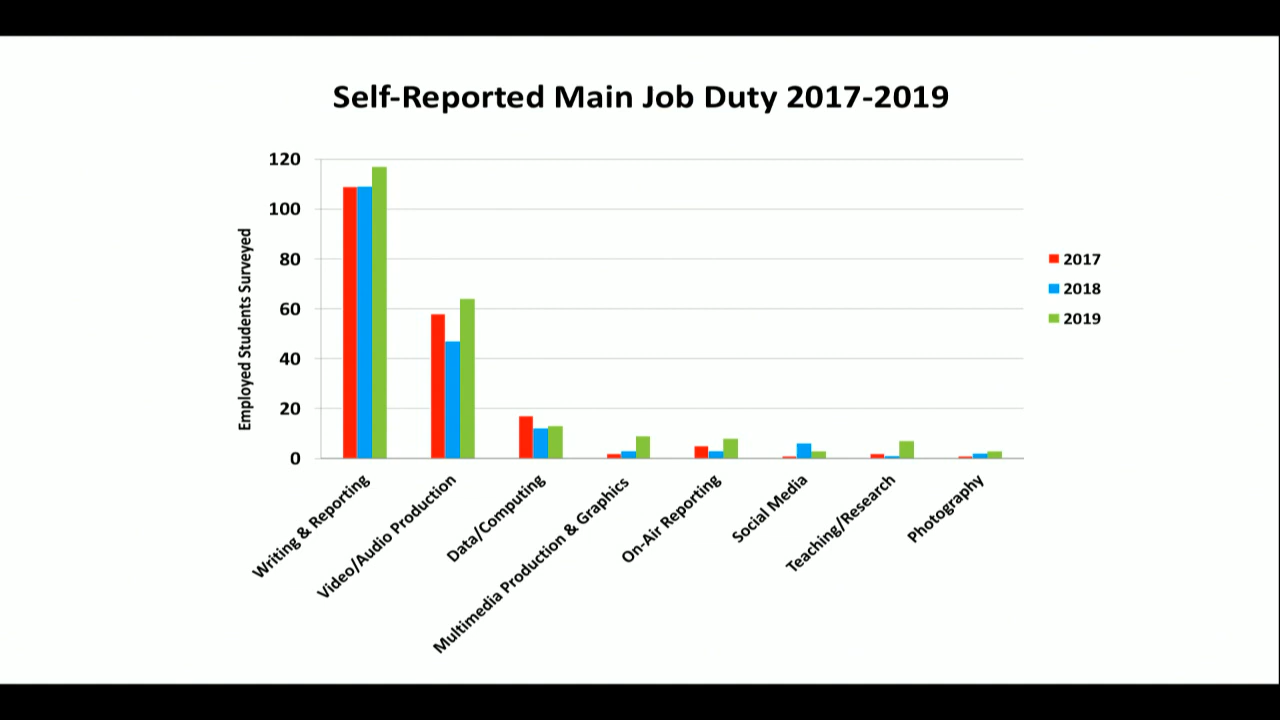 Self-Reported Main Job Duty 2017-2019
Employed Students Surveyed
120
100
80
60
40
20
0
2017
2018
2019
Writing & Reporting
Video/Audio Production
Data/Computing
Multimedia Production & Graphics
On-Air Reporting
Social Media
Teaching/Research
Photography